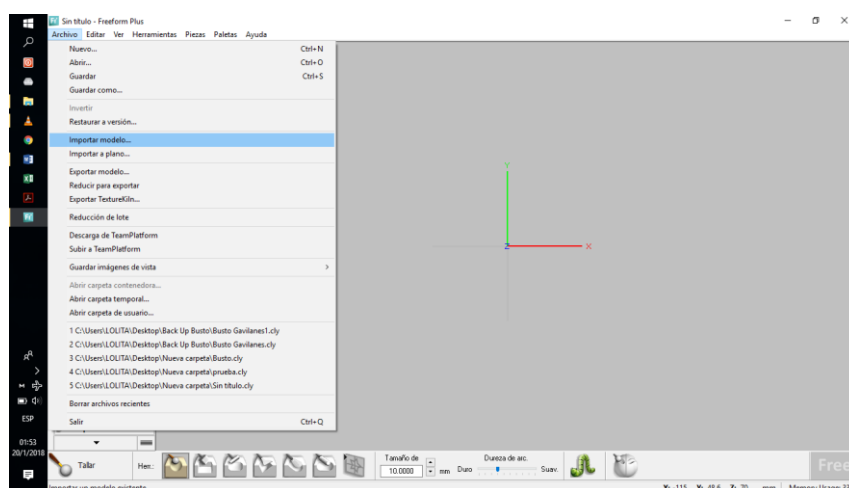 Sin título - Freeform Plus
Archivo Editar Ver Herramientas Piezas Paletas Ayuda
Nuevo... Ctrl+N
Abrir... Ctrl+O
Guardar Ctrl+S
Guardar como...
Invertir
Restaurar a versión...
Importar modelo...
Importar a plano...
Exportar modelo...
Reducir para exportar
Exportar TextureKiln...
Reducción de lote
Descarga de TeamPlatform
Subir a TeamPlatform
Guardar imágenes de vista
Abrir carpeta contenedora...
Abrir carpeta temporal...
Abrir carpeta de usuario...
1 C:\Users\LOLITA\Desktop\Back Up Busto\Busto Gavilanes1.cly
2 C:\Users\LOLITA\Desktop\Back Up Busto\Busto Gavilanes.cly
3 C:\Users\LOLITA\Desktop\Nueva carpeta\Busto.cly
4 C:\Users\LOLITA\Desktop\Nueva carpeta\prueba.cly
5 C:\Users\LOLITA\Desktop\Nueva carpeta\Sin título.cly
Borrar archivos recientes
Salir Ctrl+Q
Y
Z X
ESP
01:53
20/1/2018
Tallar Herr.: Tamaño de 10.0000 mm Dureza de arc. Duro Suav. Free
Importar un modelo existente